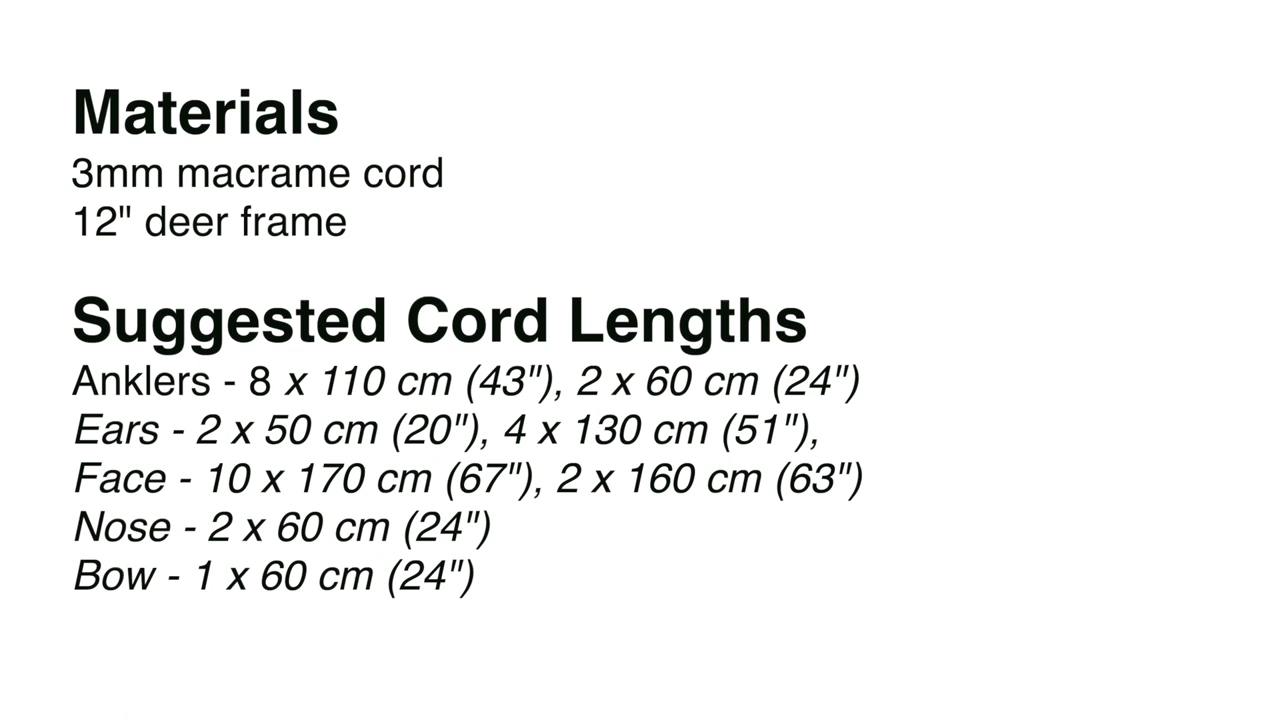 Materials
3mm macrame cord
12" deer frame
Suggested Cord Lengths
Anklers - 8 x 110 cm (43"), 2 x 60 cm (24")
Ears - 2 x 50 cm (20"), 4 x 130 cm (51"),
Face - 10 x 170 cm (67"), 2 x 160 cm (63")
Nose - 2 x 60 cm (24")
Bow - 1 x 60 cm (24")